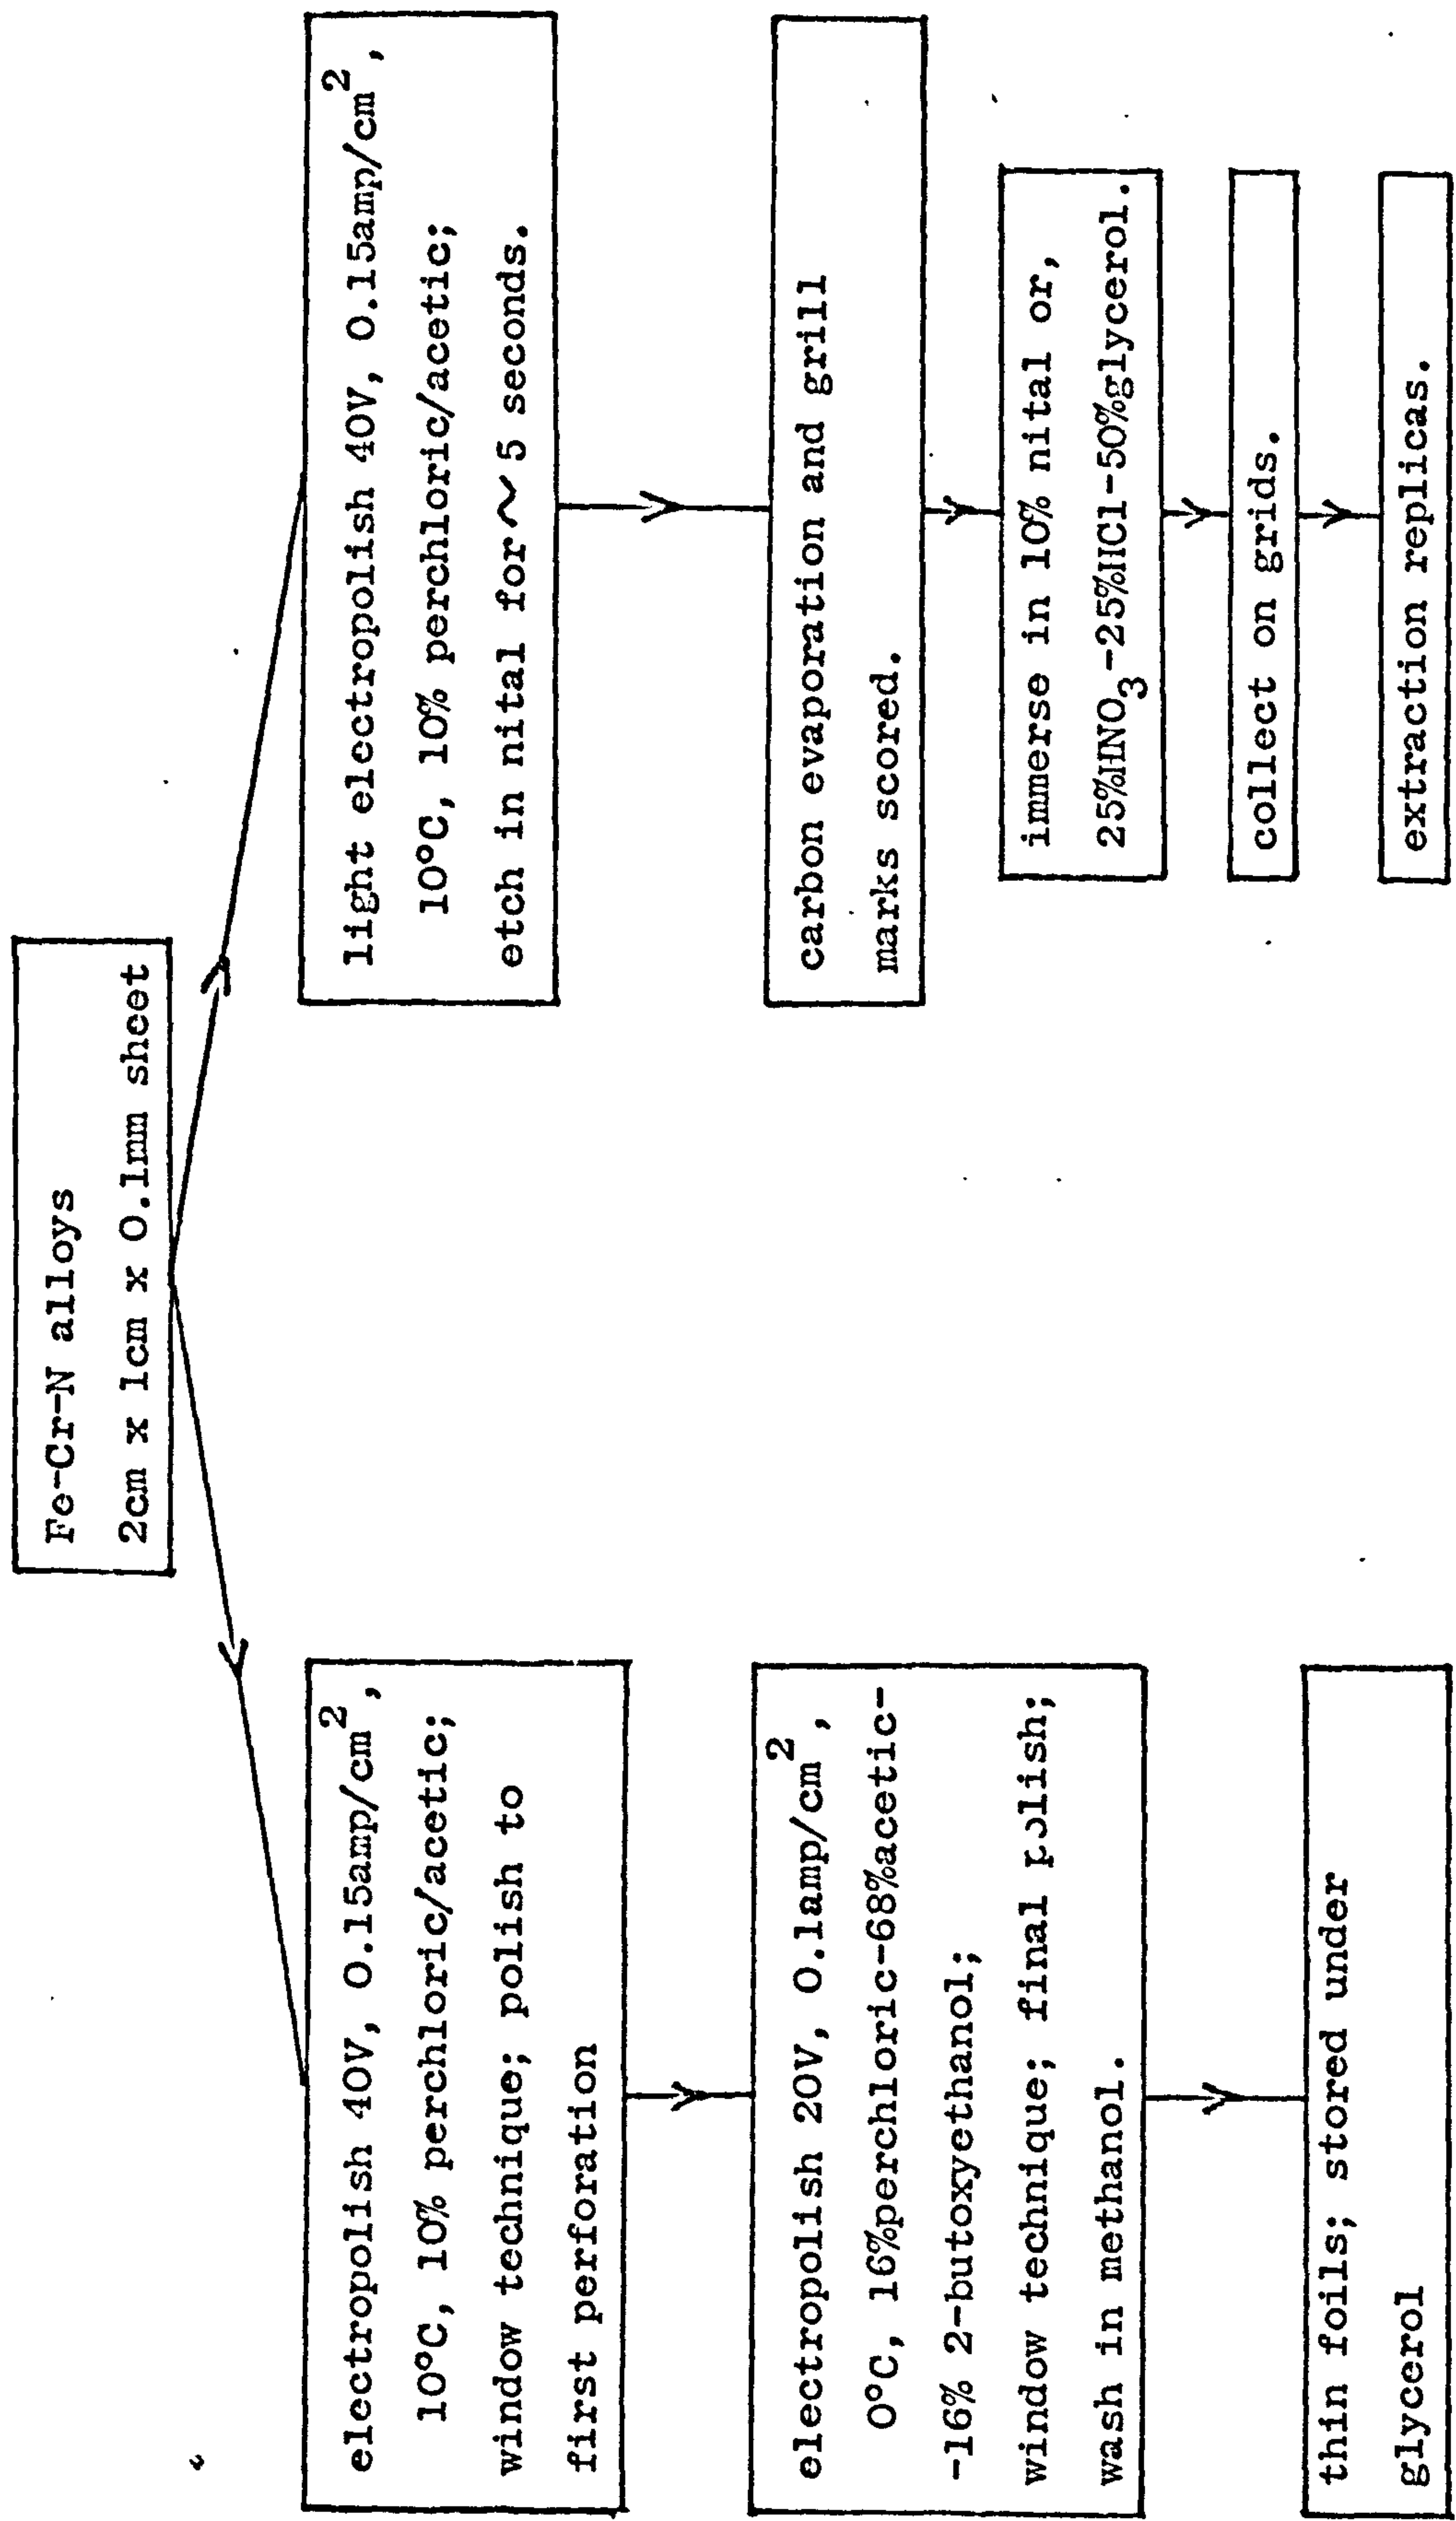 Fe-Cr-N alloys
2cm x 1cm x 0.1mm sheet
electropolish 40V, 0.15amp/cm²,
10°C, 10% perchloric/acetic;
window technique; polish to
first perforation
electropolish 20V, 0.1amp/cm²,
0°C, 16%perchloric-68%acetic-
-16% 2-butoxyethanol;
window technique; final polish;
wash in methanol.
thin foils; stored under
glycerol
light electropolish 40V, 0.15amp/cm²,
10°C, 10% perchloric/acetic;
etch in nital for ~ 5 seconds.
carbon evaporation and grill
marks scored.
immerse in 10% nital or,
25%HNO₃-25%HCl-50%glycerol.
collect on grids.
extraction replicas.